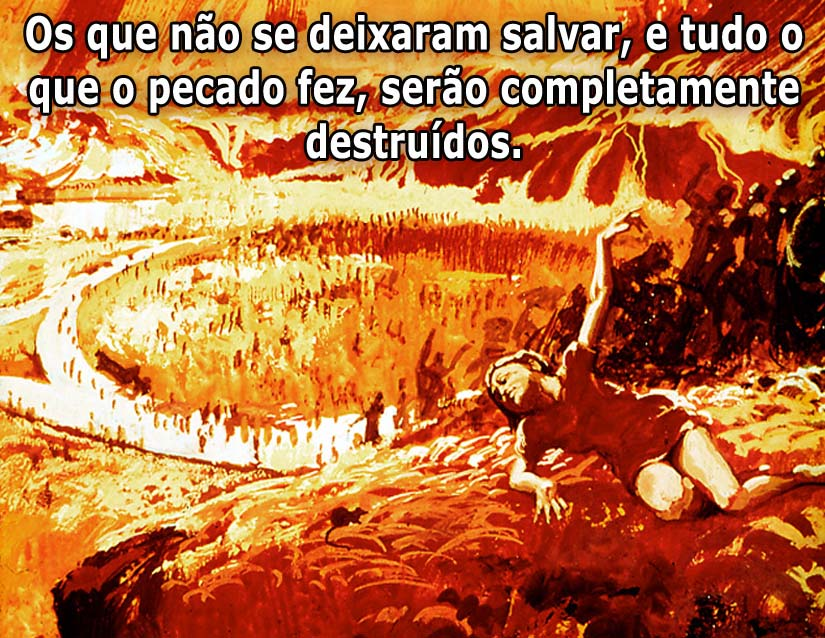 Os que não se deixaram salvar, e tudo o
que o pecado fez, serão completamente
destruídos.